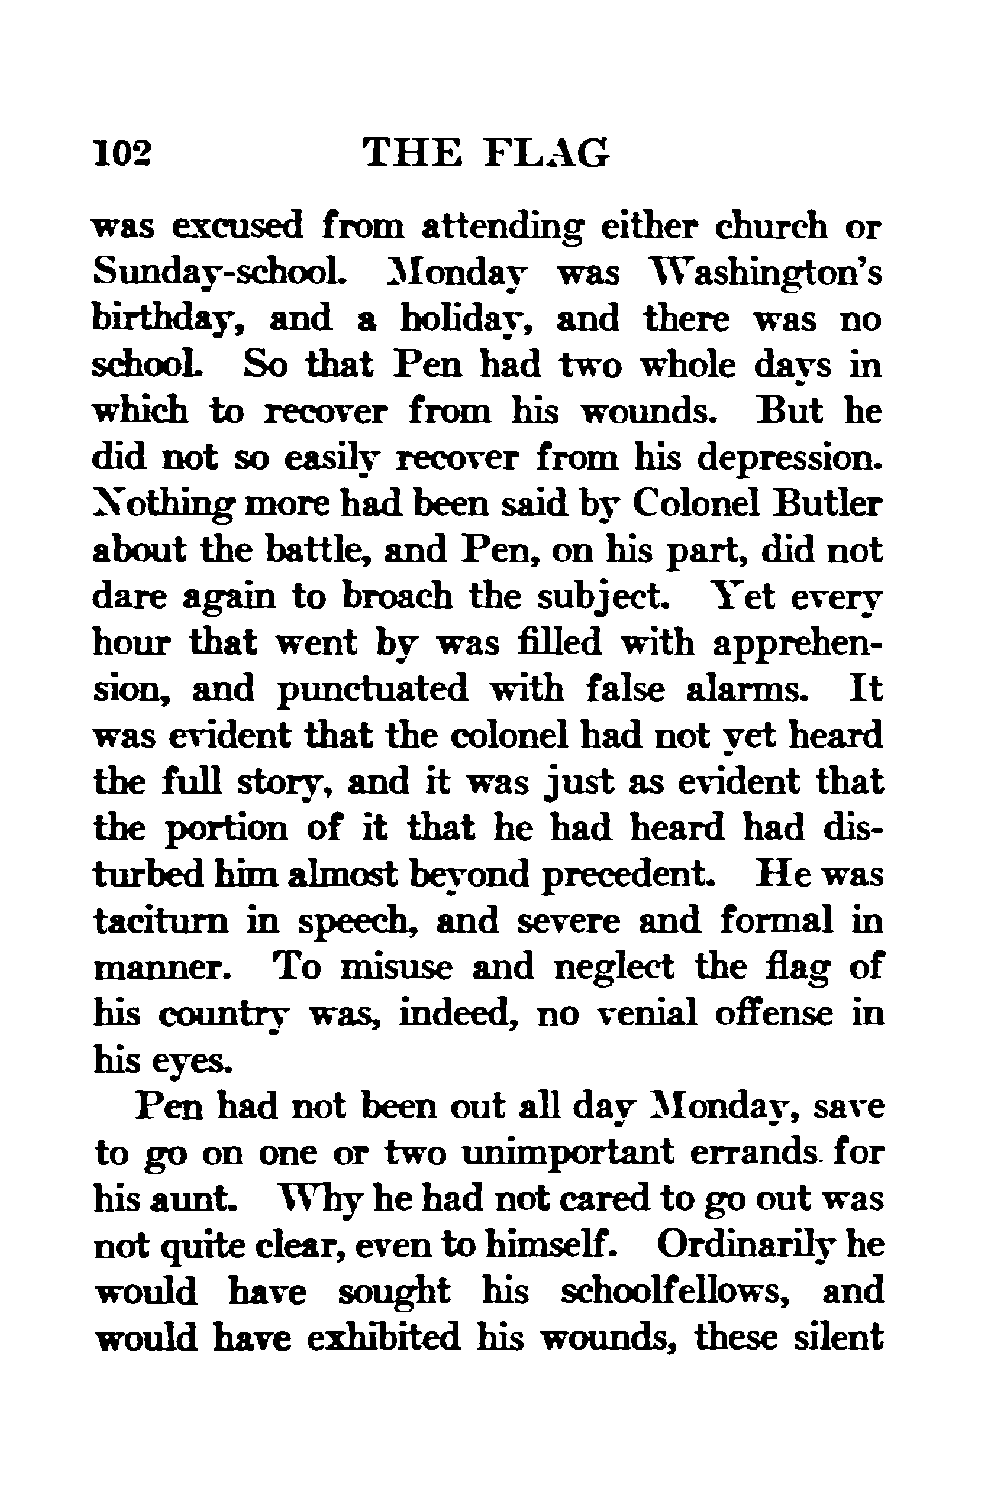 102 THE FLAG
was excused from attending either church or
Sunday-school. Monday was Washington's
birthday, and a holiday, and there was no
school. So that Pen had two whole days in
which to recover from his wounds. But he
did not so easily recover from his depression.
Nothing more had been said by Colonel Butler
about the battle, and Pen, on his part, did not
dare again to broach the subject. Yet every
hour that went by was filled with apprehen-
sion, and punctuated with false alarms. It
was evident that the colonel had not yet heard
the full story, and it was just as evident that
the portion of it that he had heard had dis-
turbed him almost beyond precedent. He was
taciturn in speech, and severe and formal in
manner. To misuse and neglect the flag of
his country was, indeed, no venial offense in
his eyes.
Pen had not been out all day Monday, save
to go on one or two unimportant errands for
his aunt. Why he had not cared to go out was
not quite clear, even to himself. Ordinarily he
would have sought his schoolfellows, and
would have exhibited his wounds, these silent